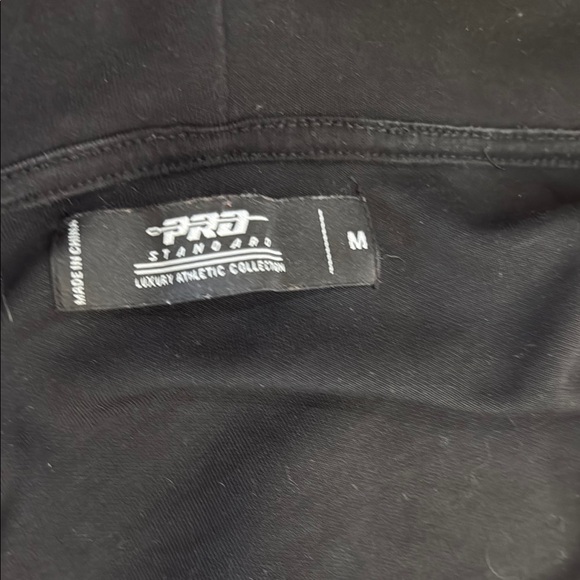 MADE IN CHINA
PRO
STANDARD
LUXURY ATHLETIC COLLECTION
M